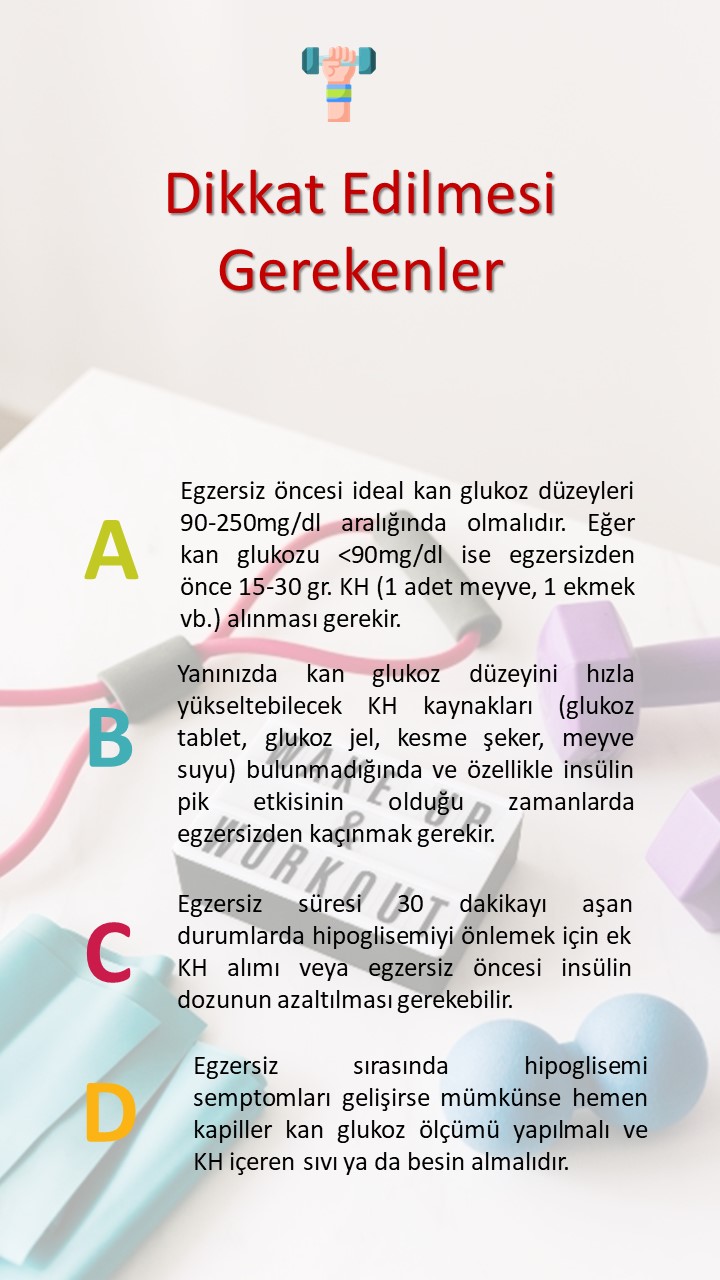 Dikkat Edilmesi
Gerekenler
A
Egzersiz öncesi ideal kan glukoz düzeyleri
90-250mg/dl aralığında olmalıdır. Eğer
kan glukozu <90mg/dl ise egzersizden
önce 15-30 gr. KH (1 adet meyve, 1 ekmek
vb.) alınması gerekir.
B
Yanınızda kan glukoz düzeyini hızla
yükseltebilecek KH kaynakları (glukoz
tablet, glukoz jel, kesme şeker, meyve
suyu) bulunmadığında ve özellikle insülin
pik etkisinin olduğu zamanlarda
egzersizden kaçınmak gerekir.
MAKE UP
&
WORKOUT
C
Egzersiz süresi 30 dakikayı aşan
durumlarda hipoglisemiyi önlemek için ek
KH alımı veya egzersiz öncesi insülin
dozunun azaltılması gerekebilir.
D
Egzersiz sırasında hipoglisemi
semptomları gelişirse mümkünse hemen
kapiller kan glukoz ölçümü yapılmalı ve
KH içeren sıvı ya da besin almalıdır.